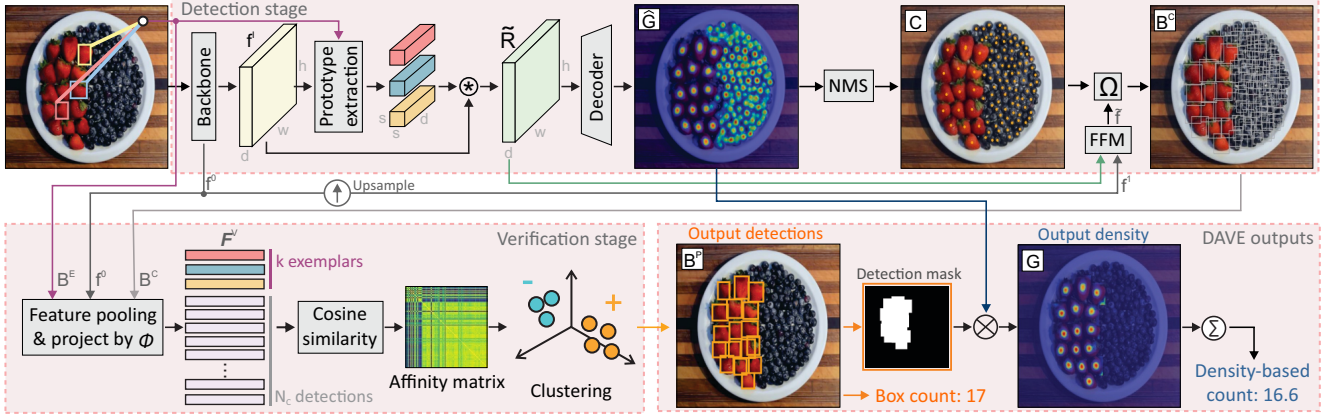 Detection stage
Backbone
f^l
h
w
d
Prototype
extraction
s
s
d
R̃
h
w
d
Decoder
Ĝ
NMS
C
Ω
f̃
FFM
B^C
f^0
Upsample
f^1
Verification stage
F^V
k exemplars
B^E
f^0
B^C
Feature pooling
& project by Φ
N_c detections
Cosine
similarity
Affinity matrix
-
+
Clustering
Output detections
B^P
Detection mask
Box count: 17
Output density
G
DAVE outputs
Σ
Density-based
count: 16.6